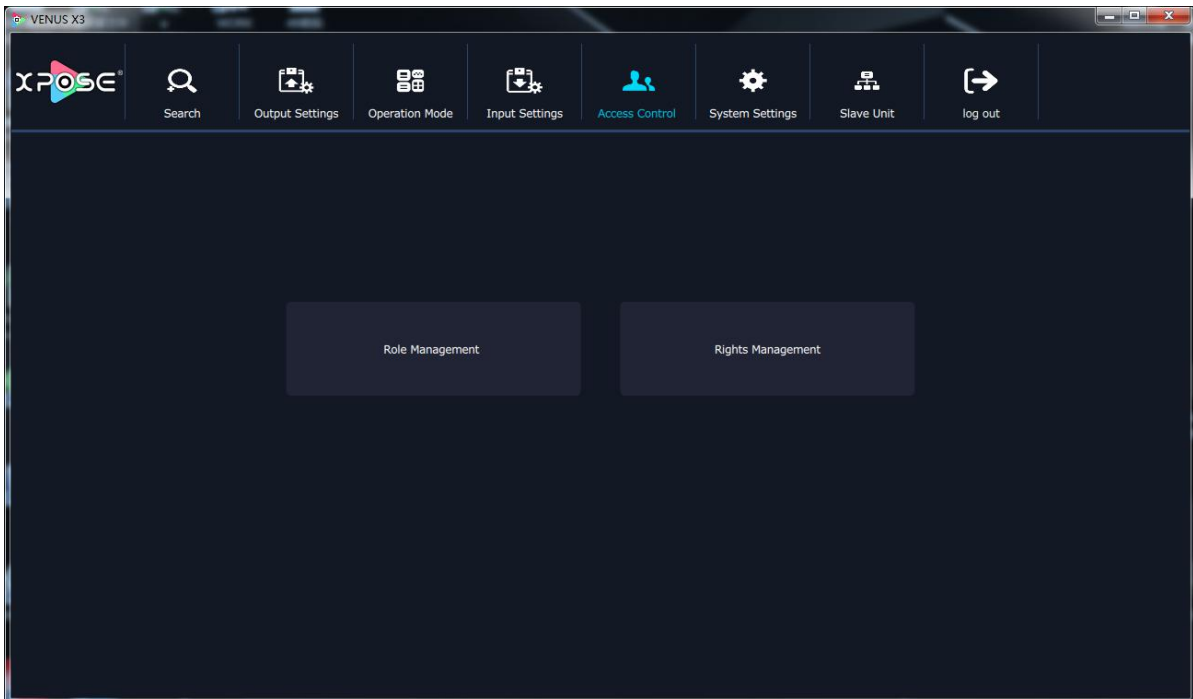 VENUS X3
XPOSE®
Search
Output Settings
Operation Mode
Input Settings
Access Control
System Settings
Slave Unit
log out
Role Management
Rights Management